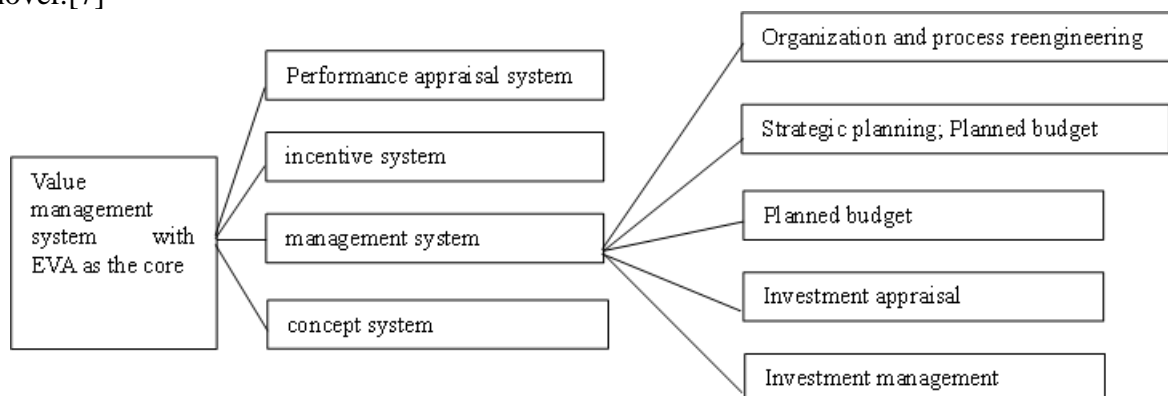 nover.[7]
Performance appraisal system
incentive system
management system
concept system
Value
management
system with
EVA as the core
Organization and process reengineering
Strategic planning; Planned budget
Planned budget
Investment appraisal
Investment management